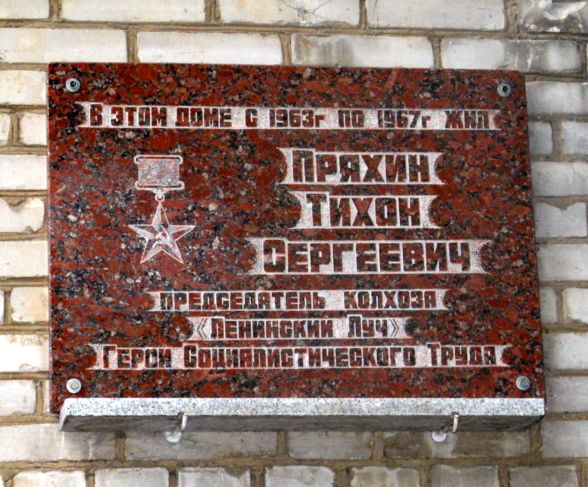 В ЭТОМ ДОМЕ С 1963г ПО 1967г ЖИЛ
ПРЯХИН
ТИХОН
СЕРГЕЕВИЧ
ПРЕДСЕДАТЕЛЬ КОЛХОЗА
«ЛЕНИНСКИЙ ЛУЧ»
ГЕРОЙ СОЦИАЛИСТИЧЕСКОГО ТРУДА